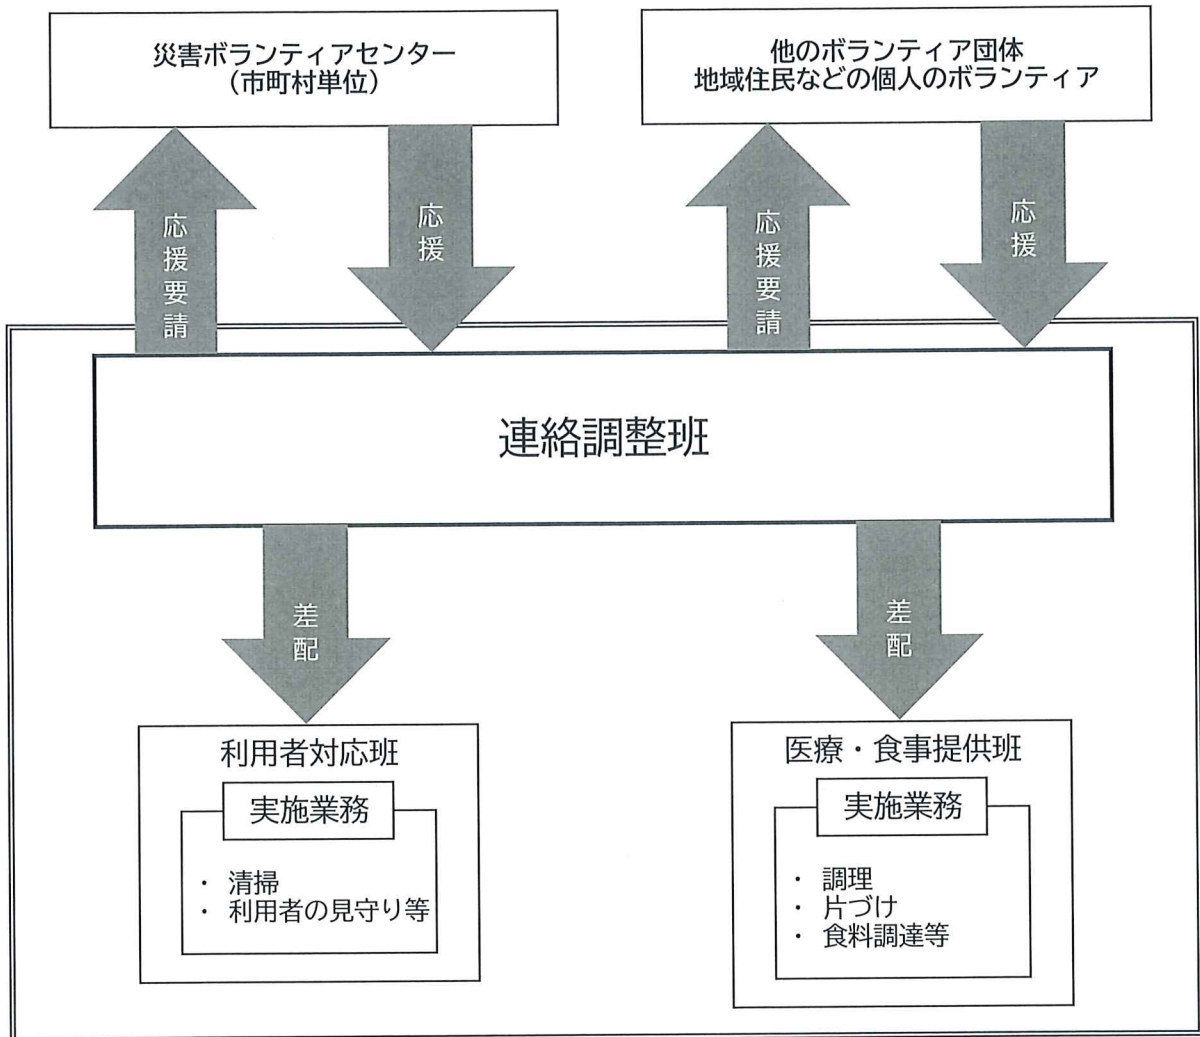 災害ボランティアセンター
（市町村単位）
他のボランティア団体
地域住民などの個人のボランティア
応援要請
応援
応援要請
応援
連絡調整班
差配
差配
利用者対応班
実施業務
・ 清掃
・ 利用者の見守り等
医療・食事提供班
実施業務
・ 調理
・ 片づけ
・ 食料調達等